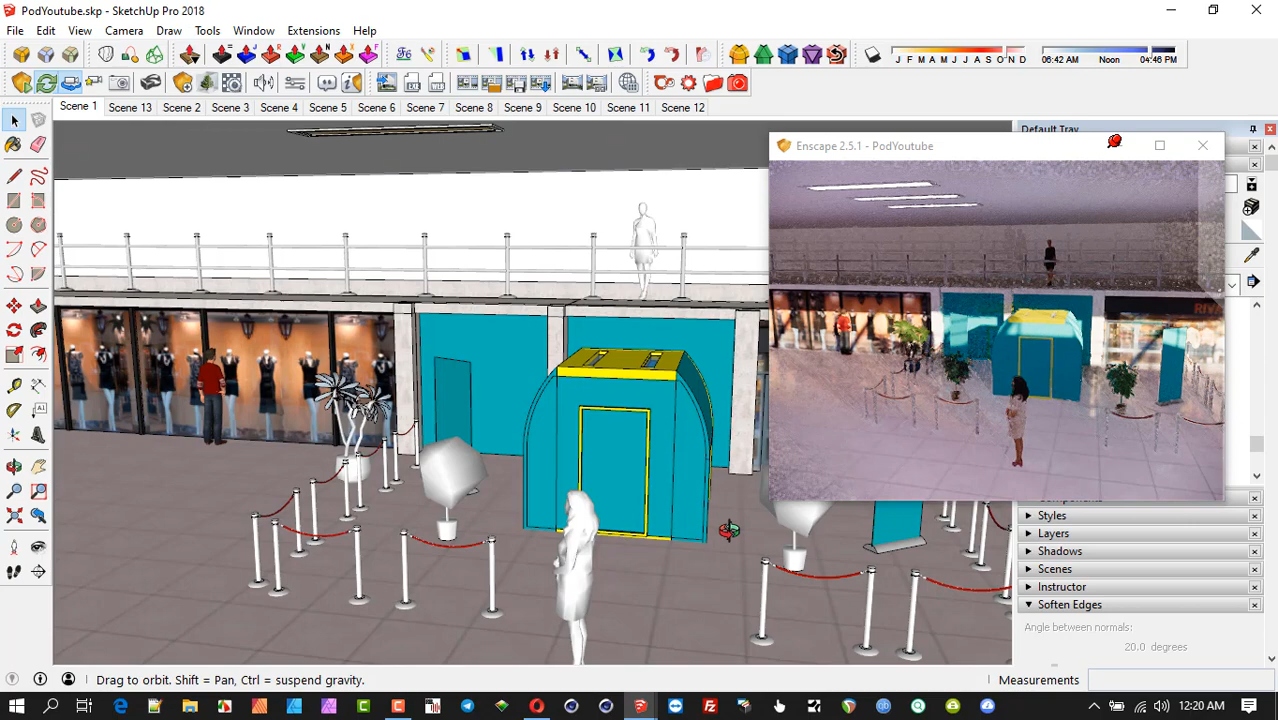 PodYoutube.skp - SketchUp Pro 2018
File Edit View Camera Draw Tools Window Extensions Help
J F M A M J J A S O N D
06:42 AM Noon 04:46 PM
Scene 1 Scene 13 Scene 2 Scene 3 Scene 4 Scene 5 Scene 6 Scene 7 Scene 8 Scene 9 Scene 10 Scene 11 Scene 12
Default Tray
Enscape 2.5.1 - PodYoutube
Styles
Layers
Shadows
Scenes
Instructor
Soften Edges
Angle between normals:
20.0 degrees
Drag to orbit. Shift = Pan, Ctrl = suspend gravity.
Measurements
12:20 AM